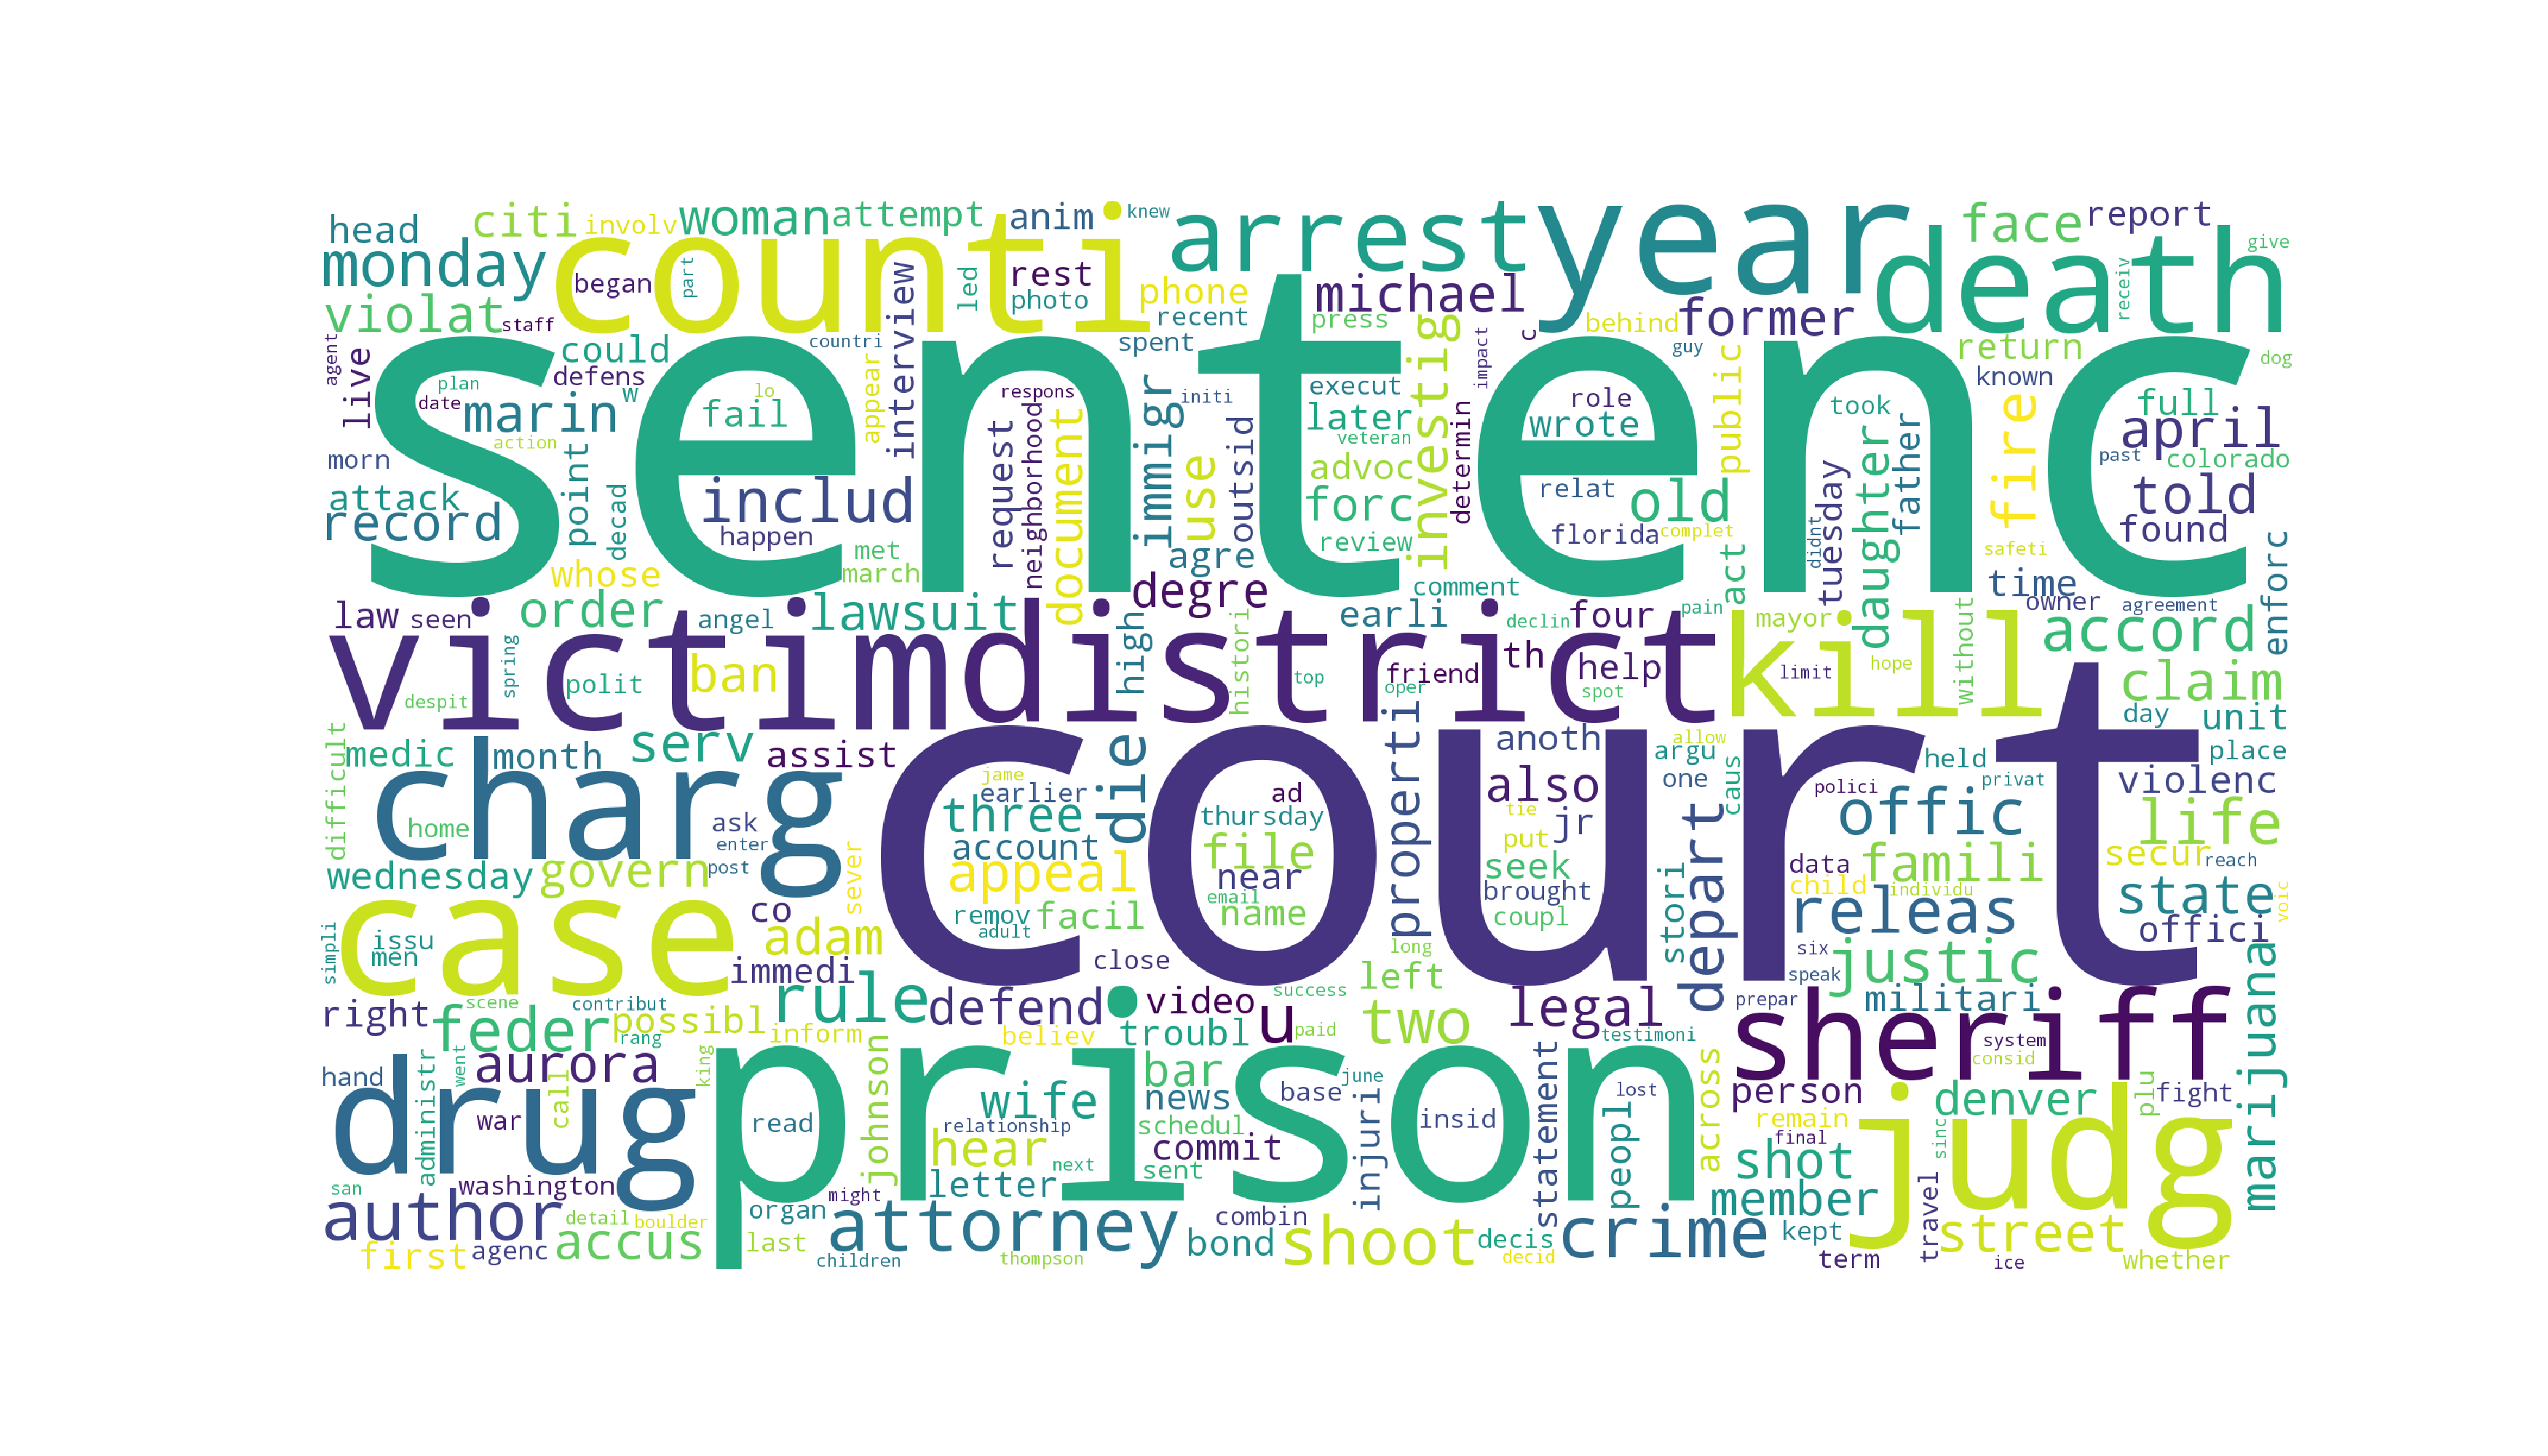 head
citi
involv
woman
attempt
anim
knew
arrest
year
face
report
monday
counti
began
part
interview
led
rest
photo
phone
recent
michael
former
death
give
receiv
violat
staff
agent
live
could
defens
countri
appear
spent
press
investig
impact
c
behind
guy
public
return
known
dog
sentenc
plan
date
marin
w
action
fail
lo
respons
request
neighborhood
document
immigr
initi
use
outsid
execut
later
veteran
advoc
forc
review
determin
role
wrote
relat
florida
old
complet
took
tuesday
didnt
daughter
father
fire
safeti
full
april
past
colorado
told
found
enforc
morn
attack
record
point
decad
includ
happen
whose
met
march
agre
degre
comment
act
time
owner
agreement
law
seen
order
angel
lawsuit
high
histori
earli
declin
four
pain
mayor
without
accord
victim
district
kill
spring
despit
polit
ban
top
oper
friend
th
help
spot
limit
hope
claim
day
unit
place
difficult
medic
month
serv
assist
die
properti
anoth
also
argu
one
allow
caus
held
privat
polici
violenc
charg
court
jame
earlier
three
account
ad
thursday
file
near
email
name
tie
put
jr
seek
brought
coupl
stori
depart
offic
life
data
child
famili
individu
secur
reach
home
ask
enter
post
sever
wednesday
govern
appeal
remov
facil
adult
releas
state
voic
case
simpli
issu
men
co
adam
immedi
close
long
left
six
speak
justic
offici
marijuana
right
scene
contribut
feder
rang
possibl
inform
rule
defend
believ
video
troubl
u
success
paid
two
legal
testimoni
prepar
militari
sheriff
system
consid
hand
administr
went
aurora
call
war
king
johnson
prison
read
wife
relationship
hear
next
bar
news
schedul
commit
sent
base
june
injuri
insid
statement
lost
peopl
across
person
remain
final
denver
sinc
plu
fight
drug
san
washington
author
detail
boulder
first
agenc
accus
last
organ
might
letter
attorney
children
thompson
combin
bond
shoot
decis
decid
crime
shot
member
kept
term
travel
judg
street
ice
whether